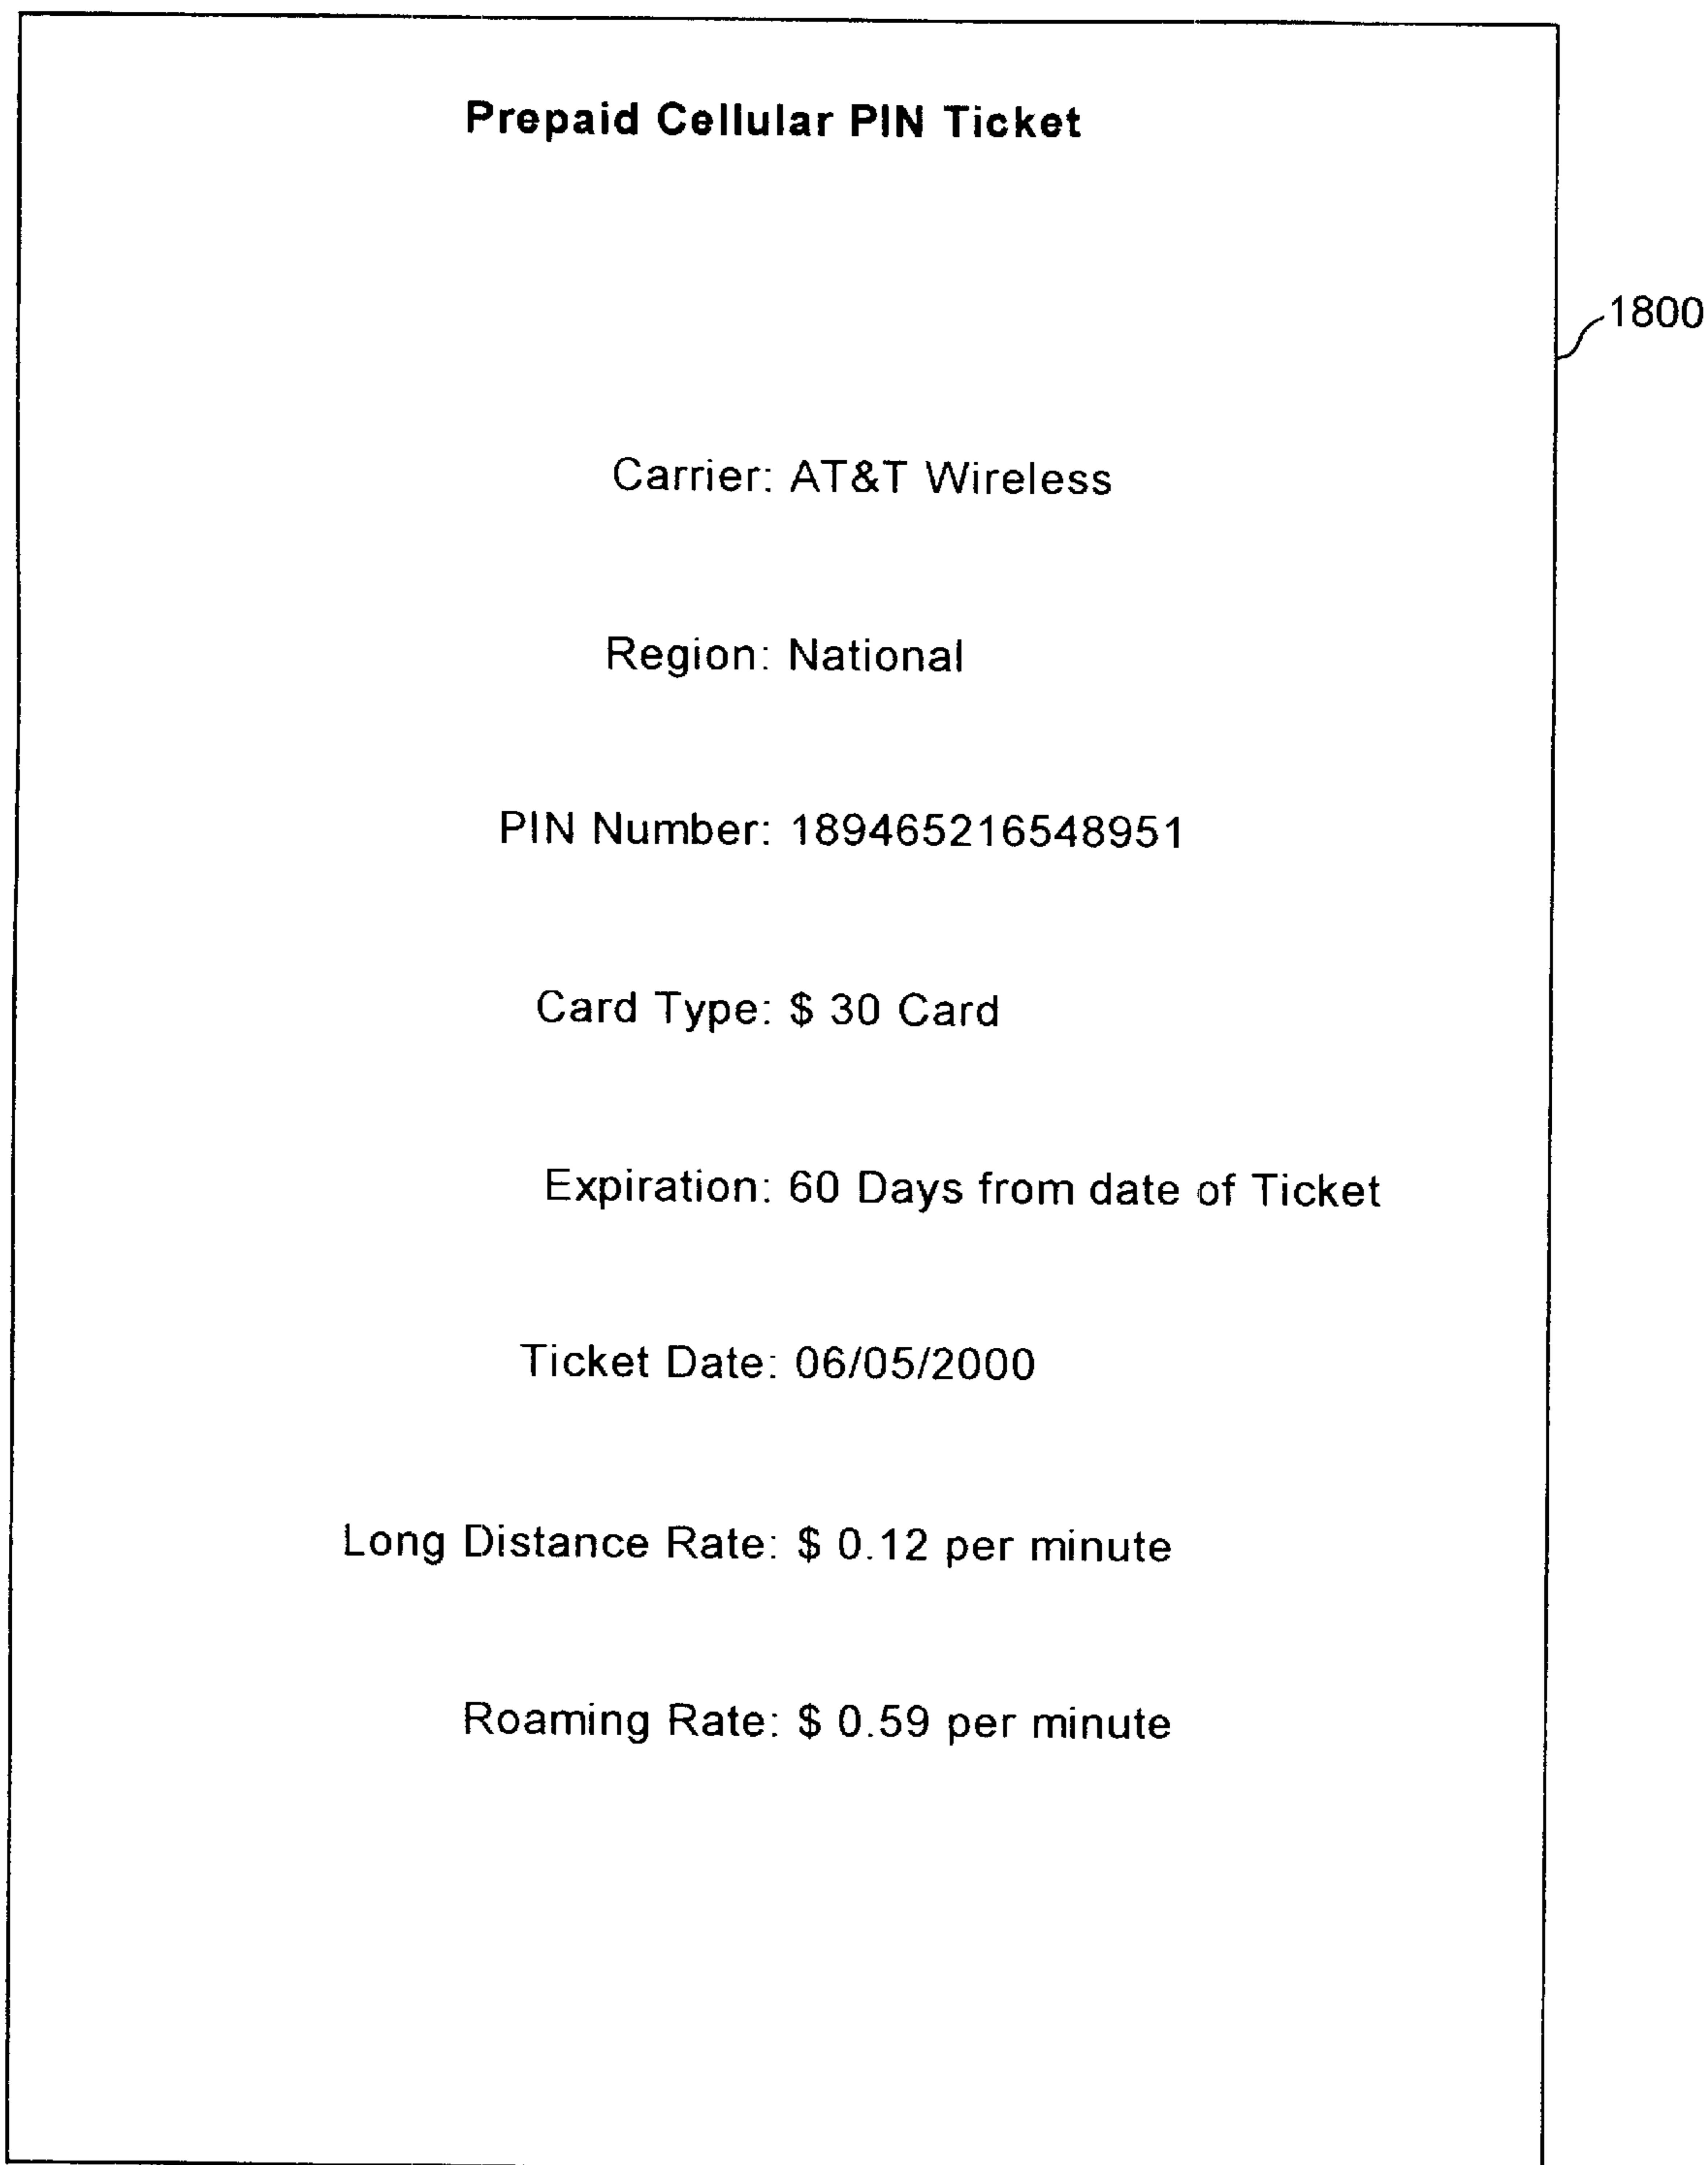 Prepaid Cellular PIN Ticket
1800
Carrier: AT&T Wireless
Region: National
PIN Number: 189465216548951
Card Type: $ 30 Card
Expiration: 60 Days from date of Ticket
Ticket Date: 06/05/2000
Long Distance Rate: $ 0.12 per minute
Roaming Rate: $ 0.59 per minute